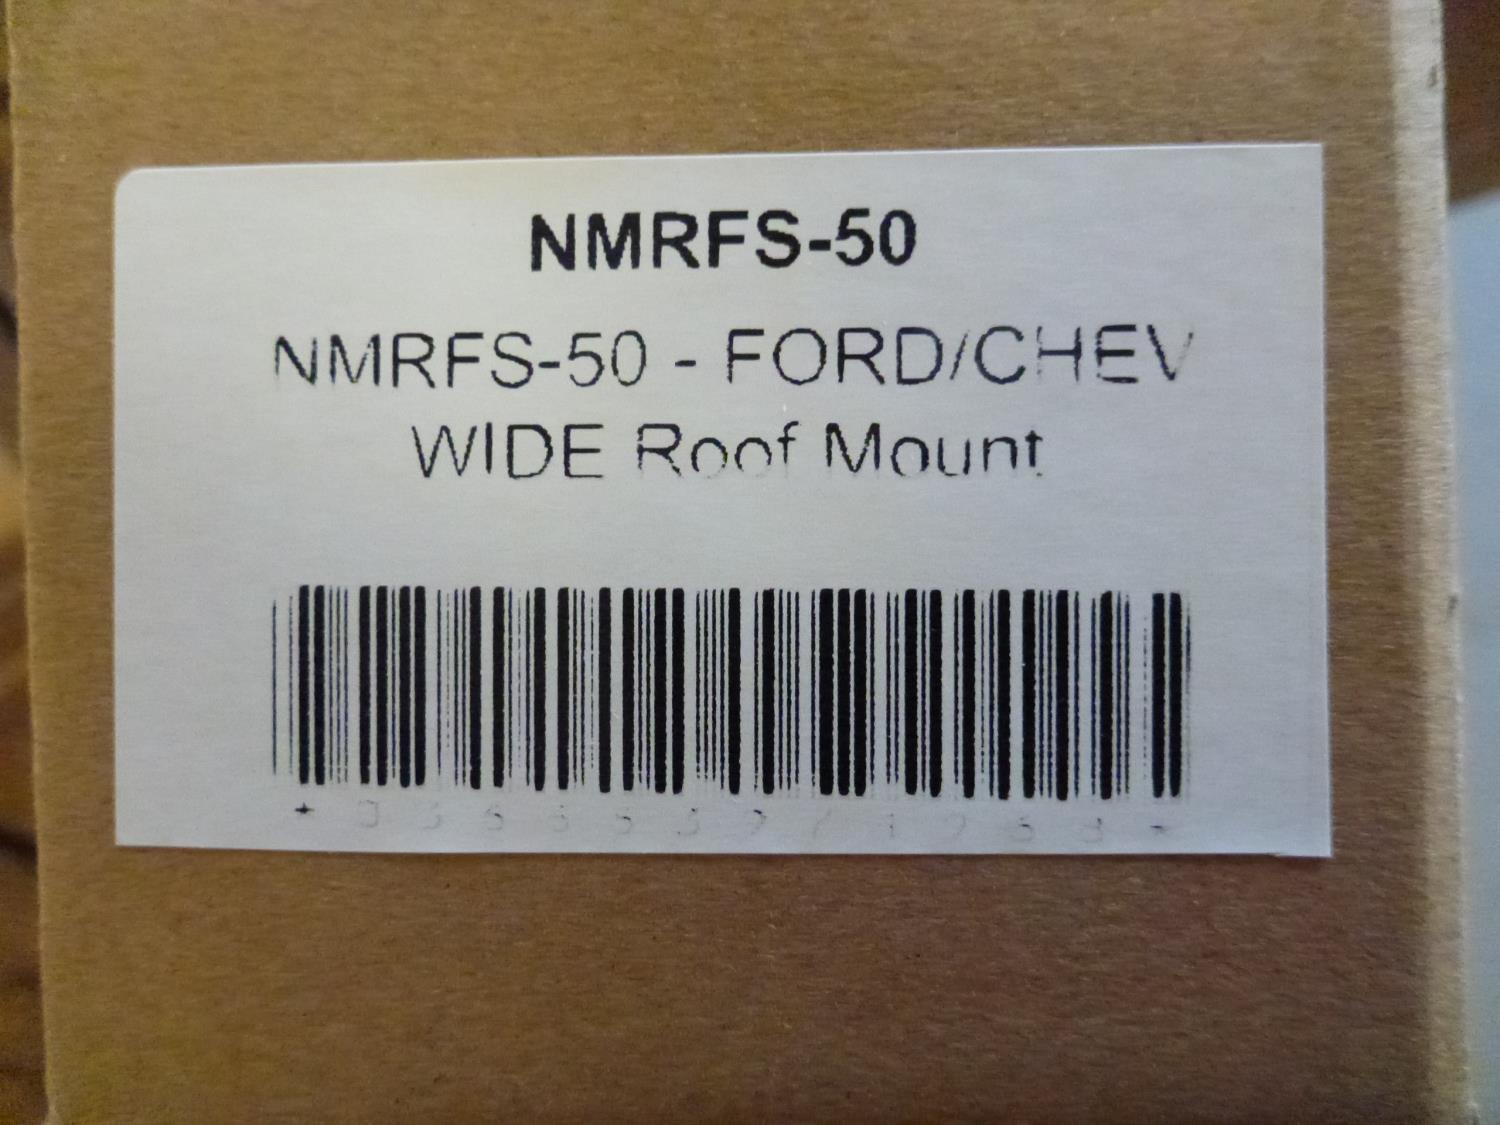 NMRFS-50
NMRFS-50 - FORD/CHEV
WIDE Roof Mount